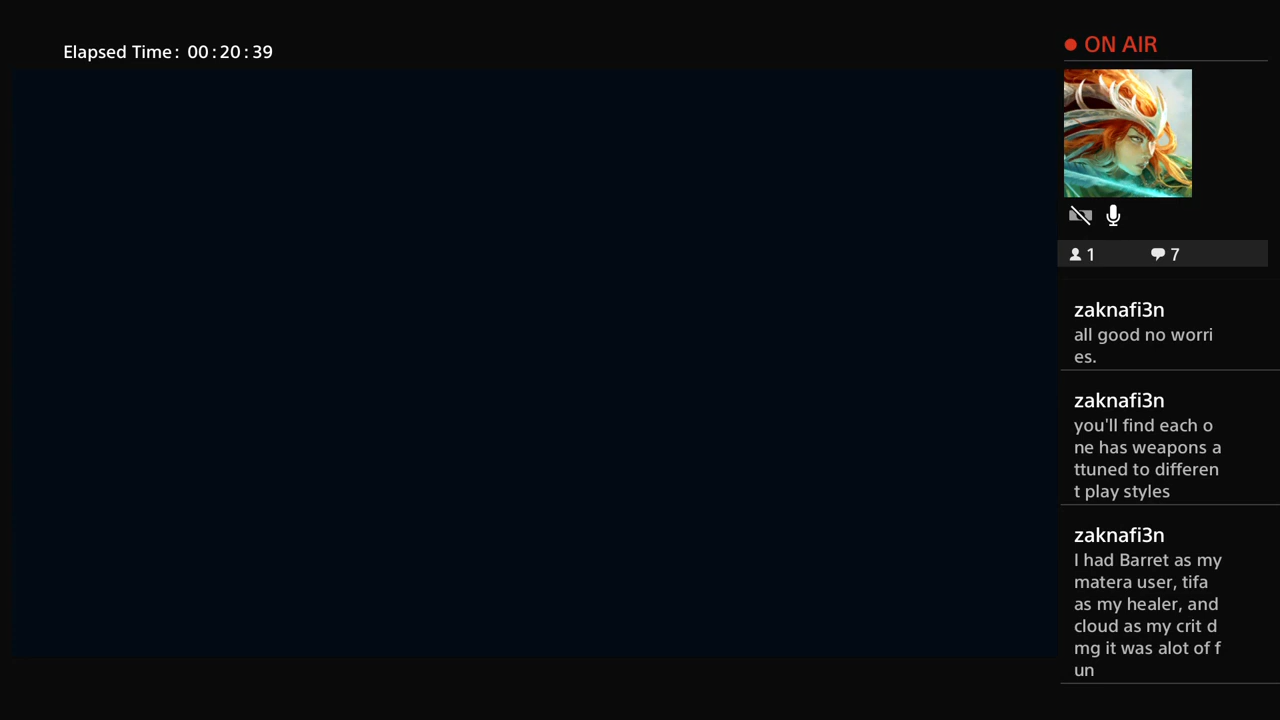 Elapsed Time: 00:20:39
ON AIR
1 7
zaknafi3n
all good no worri
es.
zaknafi3n
you'll find each o
ne has weapons a
ttuned to differen
t play styles
zaknafi3n
I had Barret as my
matera user, tifa
as my healer, and
cloud as my crit d
mg it was alot of f
un